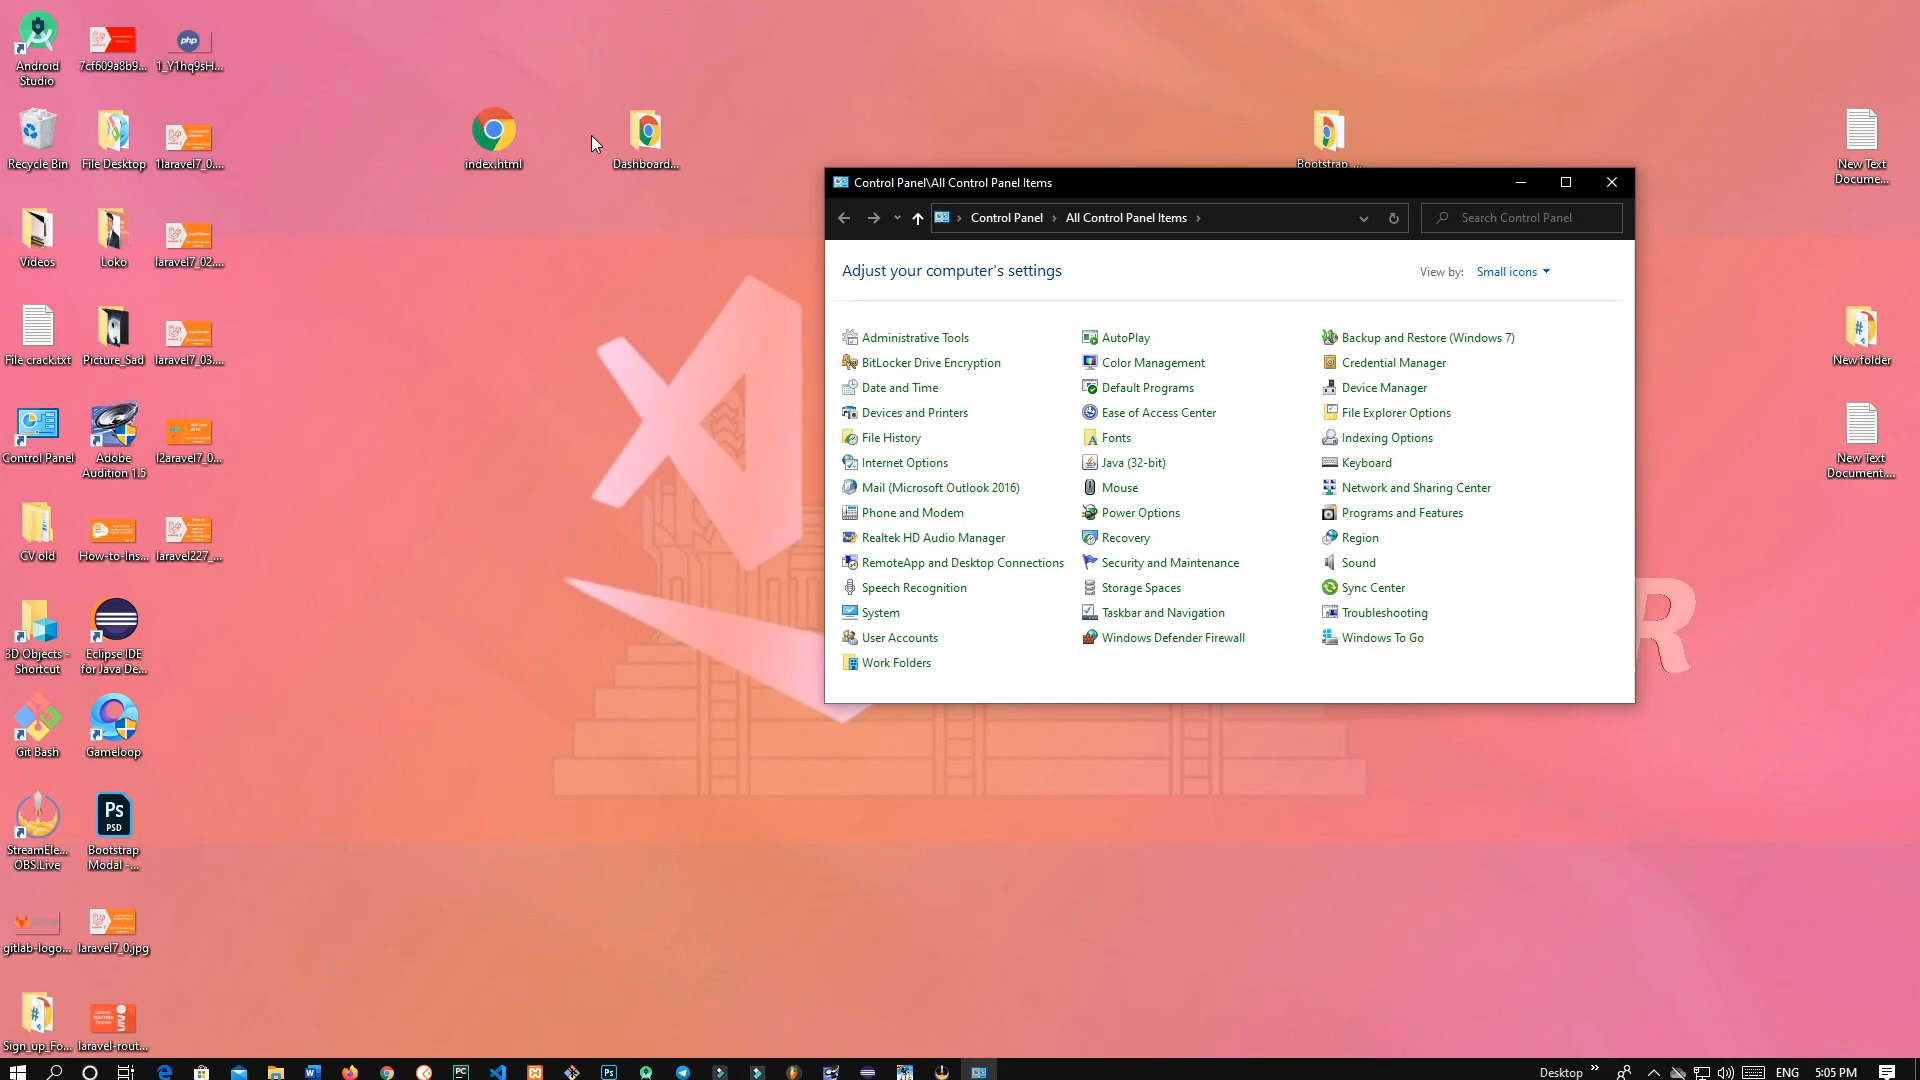 Android
Studio
7cf609a8b9...
php
1_Y1hq9sH...
Recycle Bin
File Desktop
1laravel7_0....
index.html
Dashboard...
Bootstrap ...
New Text
Docume...
Videos
Loko
laravel7_02....
File crack.txt
Picture_Sad
laravel7_03....
New folder
Control Panel
Adobe
Audition 1.5
l2aravel7_0...
New Text
Document....
CV old
How-to-Ins...
laravel227_...
3D Objects -
Shortcut
Eclipse IDE
for Java De...
Git Bash
Gameloop
StreamEle...
OBS.Live
Ps
PSD
Bootstrap
Modal -...
gitlab-logo...
laravel7_0.jpg
Sign_up_Fo...
laravel-rout...
R
Control Panel\All Control Panel Items
Control Panel
All Control Panel Items
Search Control Panel
Adjust your computer's settings
View by:
Small icons
Administrative Tools
AutoPlay
Backup and Restore (Windows 7)
BitLocker Drive Encryption
Color Management
Credential Manager
Date and Time
Default Programs
Device Manager
Devices and Printers
Ease of Access Center
File Explorer Options
File History
Fonts
Indexing Options
Internet Options
Java (32-bit)
Keyboard
Mail (Microsoft Outlook 2016)
Mouse
Network and Sharing Center
Phone and Modem
Power Options
Programs and Features
Realtek HD Audio Manager
Recovery
Region
RemoteApp and Desktop Connections
Security and Maintenance
Sound
Speech Recognition
Storage Spaces
Sync Center
System
Taskbar and Navigation
Troubleshooting
User Accounts
Windows Defender Firewall
Windows To Go
Work Folders
Desktop
ENG
5:05 PM